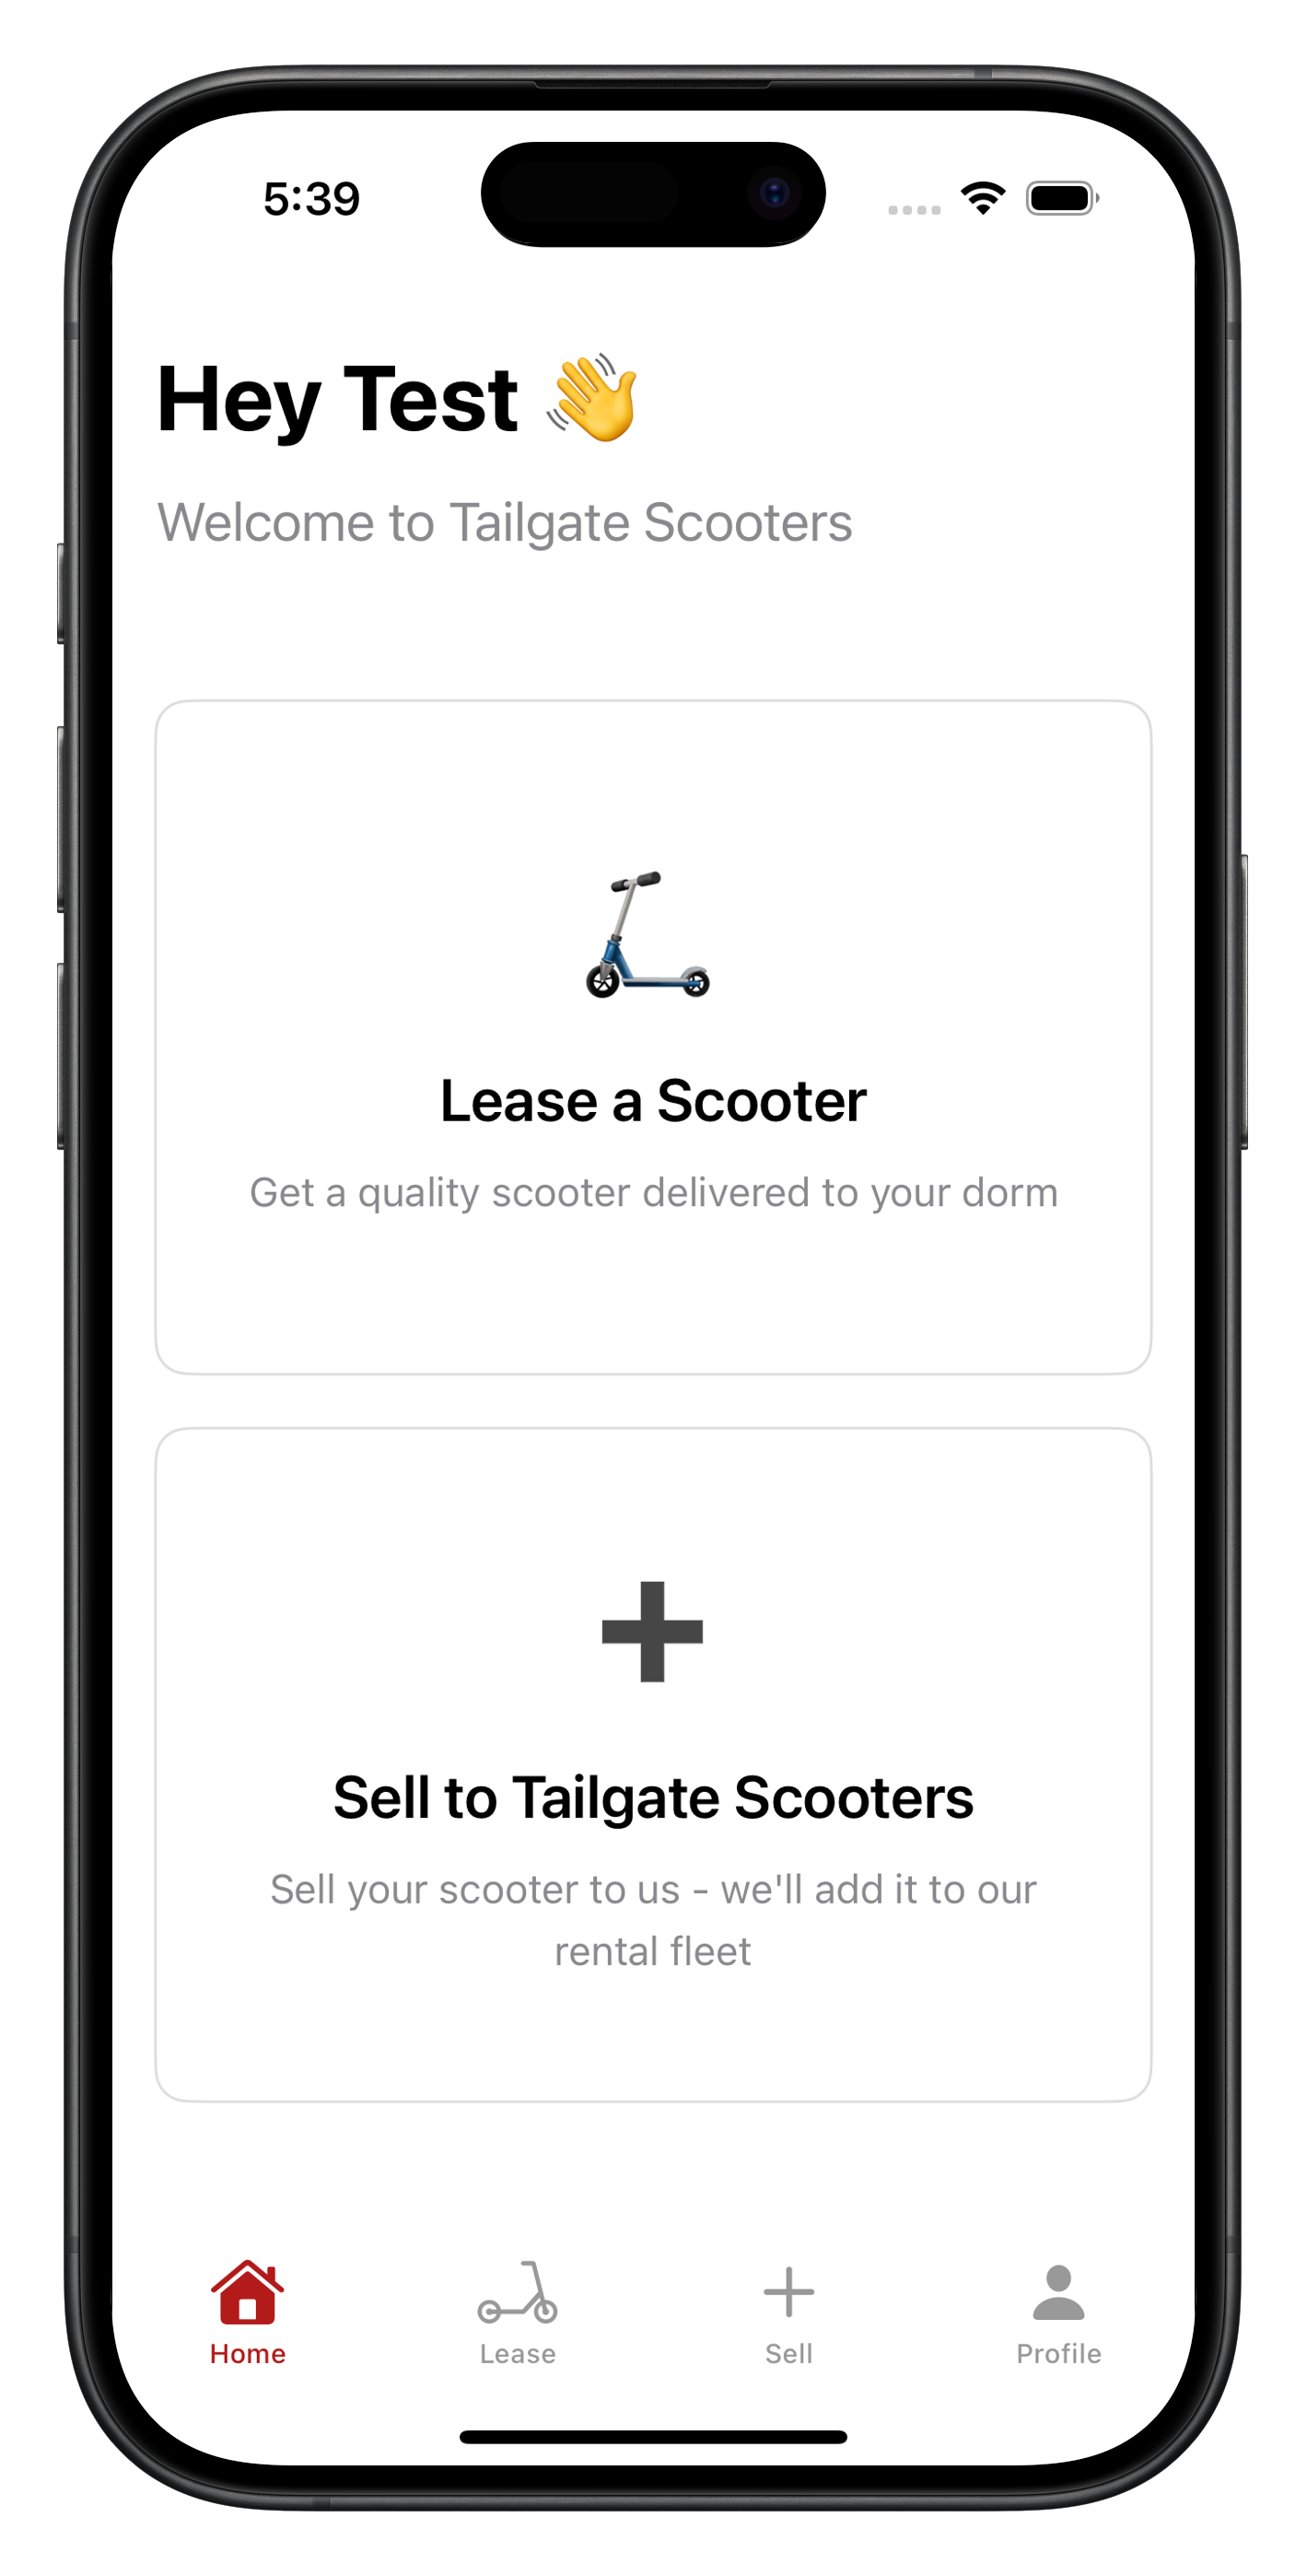 5:39
Hey Test 👋
Welcome to Tailgate Scooters
Lease a Scooter
Get a quality scooter delivered to your dorm
Sell to Tailgate Scooters
Sell your scooter to us - we'll add it to our
rental fleet
Home
Lease
Sell
Profile